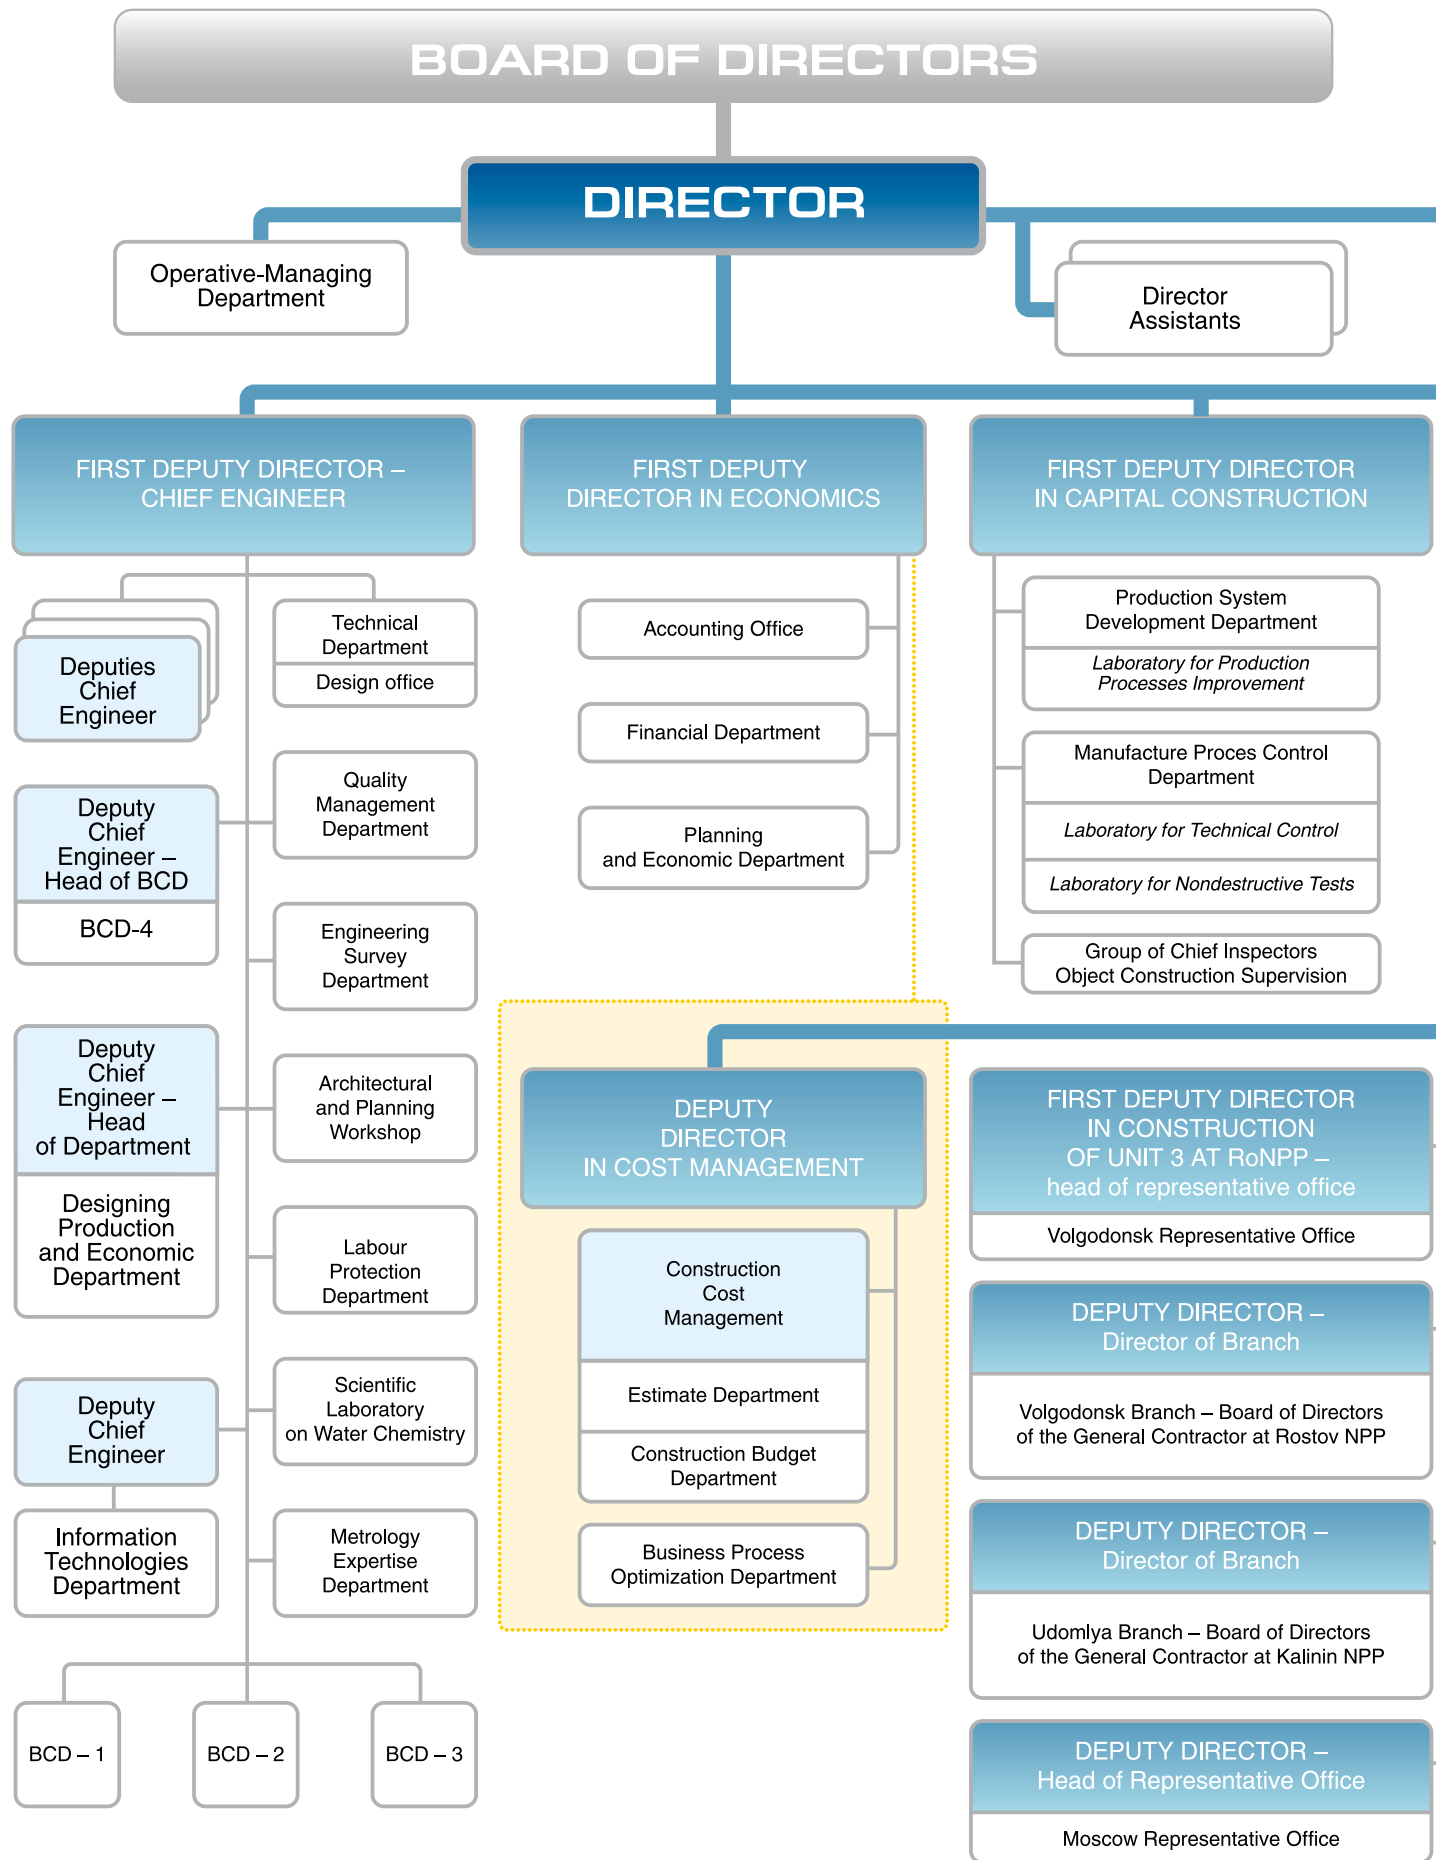 BOARD OF DIRECTORS
DIRECTOR
Operative-Managing
Department
Director
Assistants
FIRST DEPUTY DIRECTOR –
CHIEF ENGINEER
FIRST DEPUTY
DIRECTOR IN ECONOMICS
FIRST DEPUTY DIRECTOR
IN CAPITAL CONSTRUCTION
Deputies
Chief
Engineer
Deputy
Chief
Engineer –
Head of BCD
BCD-4
Deputy
Chief
Engineer –
Head
of Department
Designing
Production
and Economic
Department
Deputy
Chief
Engineer
Information
Technologies
Department
Technical
Department
Design office
Quality
Management
Department
Engineering
Survey
Department
Architectural
and Planning
Workshop
Labour
Protection
Department
Scientific
Laboratory
on Water Chemistry
Metrology
Expertise
Department
BCD – 1
BCD – 2
BCD – 3
Accounting Office
Financial Department
Planning
and Economic Department
DEPUTY
DIRECTOR
IN COST MANAGEMENT
Construction
Cost
Management
Estimate Department
Construction Budget
Department
Business Process
Optimization Department
Production System
Development Department
Laboratory for Production
Processes Improvement
Manufacture Proces Control
Department
Laboratory for Technical Control
Laboratory for Nondestructive Tests
Group of Chief Inspectors
Object Construction Supervision
FIRST DEPUTY DIRECTOR
IN CONSTRUCTION
OF UNIT 3 AT RoNPP –
head of representative office
Volgodonsk Representative Office
DEPUTY DIRECTOR –
Director of Branch
Volgodonsk Branch – Board of Directors
of the General Contractor at Rostov NPP
DEPUTY DIRECTOR –
Director of Branch
Udomlya Branch – Board of Directors
of the General Contractor at Kalinin NPP
DEPUTY DIRECTOR –
Head of Representative Office
Moscow Representative Office